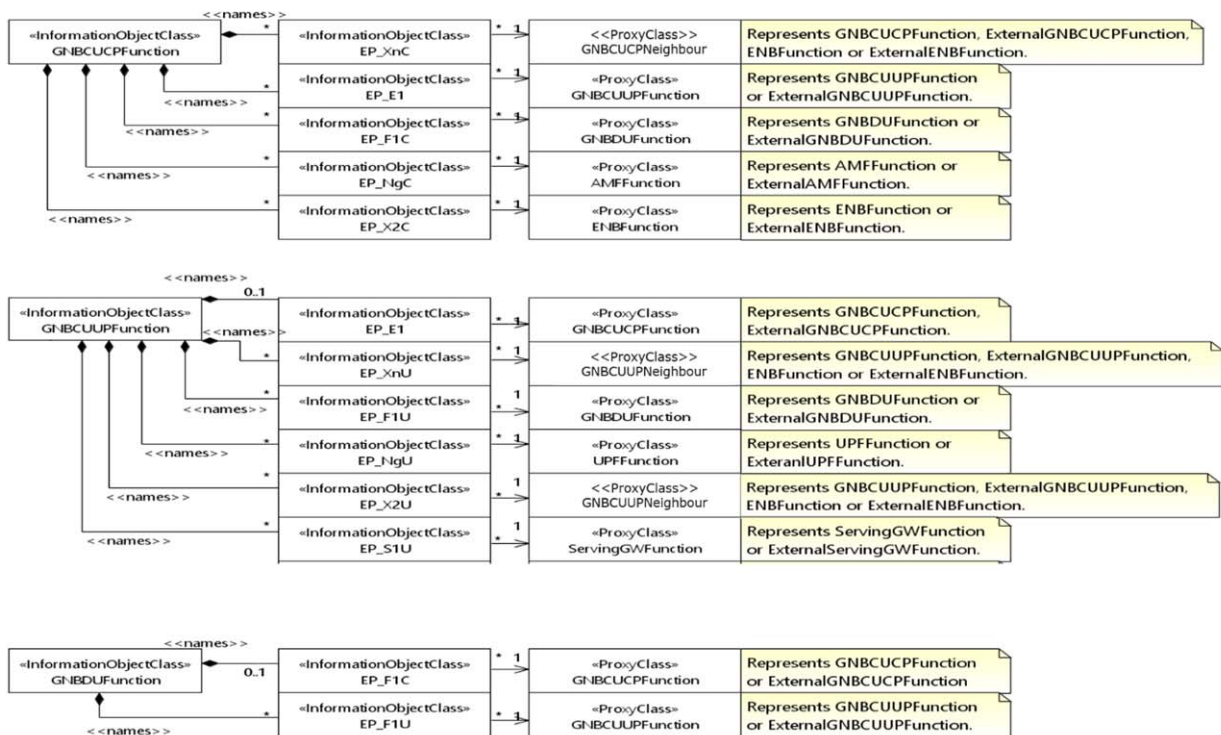 <<names>>
«InformationObjectClass»
GNBCUCPFunction
*
«InformationObjectClass»
EP_XnC
* 1
<<ProxyClass>>
GNBCUCPNeighbour
Represents GNBCUCPFunction, ExternalGNBCUCPFunction,
ENBFunction or ExternalENBFunction.
<<names>>
*
«InformationObjectClass»
EP_E1
* 1
«ProxyClass»
GNBCUUPFunction
Represents GNBCUUPFunction
or ExternalGNBCUUPFunction.
<<names>>
*
«InformationObjectClass»
EP_F1C
* 1
«ProxyClass»
GNBDUFunction
Represents GNBDUFunction or
ExternalGNBDUFunction.
<<names>>
*
«InformationObjectClass»
EP_NgC
* 1
«ProxyClass»
AMFFunction
Represents AMFFunction or
ExternalAMFFunction.
<<names>>
*
«InformationObjectClass»
EP_X2C
* 1
«ProxyClass»
ENBFunction
Represents ENBFunction or
ExternalENBFunction.
<<names>>
0..1
«InformationObjectClass»
GNBCUUPFunction
«InformationObjectClass»
EP_E1
* 1
«ProxyClass»
GNBCUCPFunction
Represents GNBCUCPFunction,
ExternalGNBCUCPFunction.
<<names>>
*
«InformationObjectClass»
EP_XnU
* 1
<<ProxyClass>>
GNBCUUPNeighbour
Represents GNBCUUPFunction, ExternalGNBCUUPFunction,
ENBFunction or ExternalENBFunction.
<<names>>
*
«InformationObjectClass»
EP_F1U
* 1
«ProxyClass»
GNBDUFunction
Represents GNBDUFunction or
ExternalGNBDUFunction.
<<names>>
*
«InformationObjectClass»
EP_NgU
* 1
«ProxyClass»
UPFFunction
Represents UPFFunction or
ExteranlUPFFunction.
<<names>>
*
«InformationObjectClass»
EP_X2U
* 1
<<ProxyClass>>
GNBCUUPNeighbour
Represents GNBCUUPFunction, ExternalGNBCUUPFunction,
ENBFunction or ExternalENBFunction.
<<names>>
*
«InformationObjectClass»
EP_S1U
* 1
«ProxyClass»
ServingGWFunction
Represents ServingGWFunction
or ExternalServingGWFunction.
<<names>>
0..1
«InformationObjectClass»
GNBDUFunction
«InformationObjectClass»
EP_F1C
* 1
«ProxyClass»
GNBCUCPFunction
Represents GNBCUCPFunction
or ExternalGNBCUCPFunction
<<names>>
*
«InformationObjectClass»
EP_F1U
* 1
«ProxyClass»
GNBCUUPFunction
Represents GNBCUUPFunction
or ExternalGNBCUUPFunction.